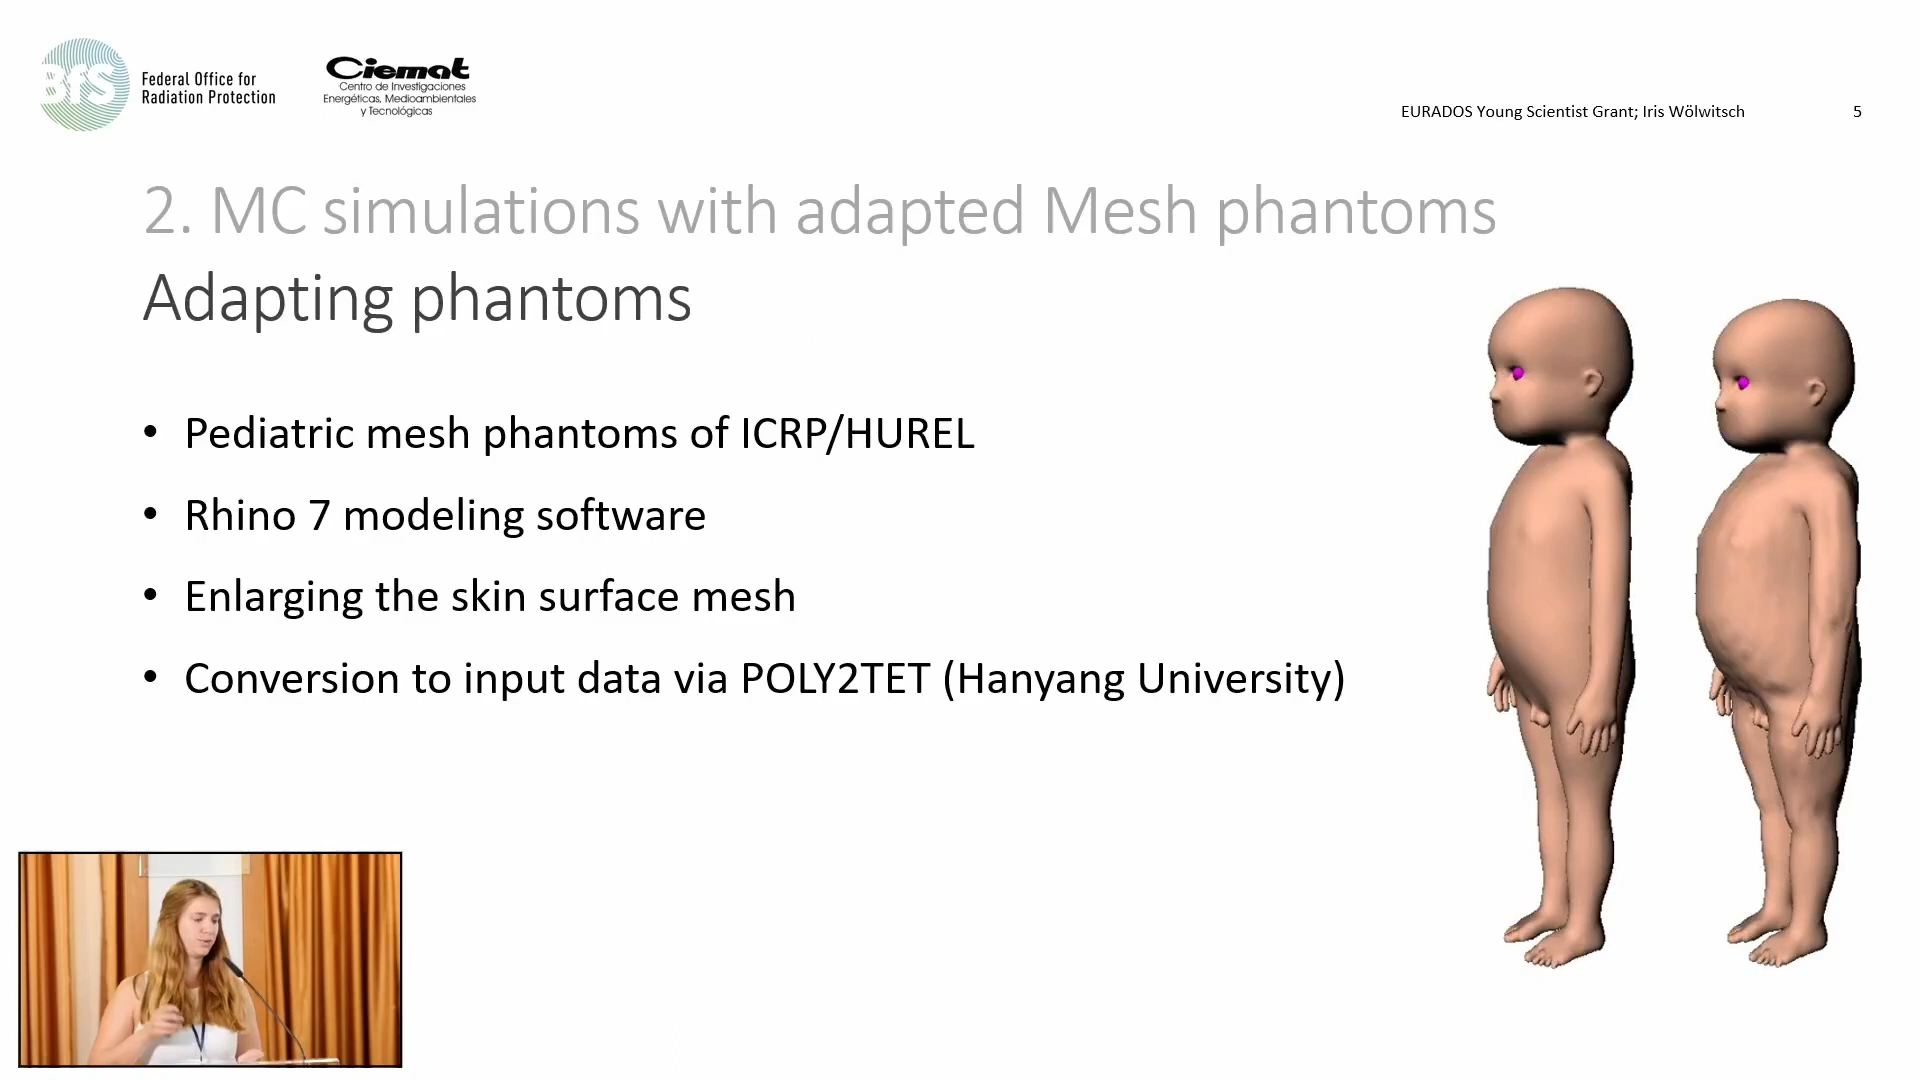 BfS
Federal Office for
Radiation Protection
Ciemat
Centro de Investigaciones
Energéticas, Medioambientales
y Tecnológicas
EURADOS Young Scientist Grant; Iris Wölwitsch
5
2. MC simulations with adapted Mesh phantoms
Adapting phantoms
• Pediatric mesh phantoms of ICRP/HUREL
• Rhino 7 modeling software
• Enlarging the skin surface mesh
• Conversion to input data via POLY2TET (Hanyang University)